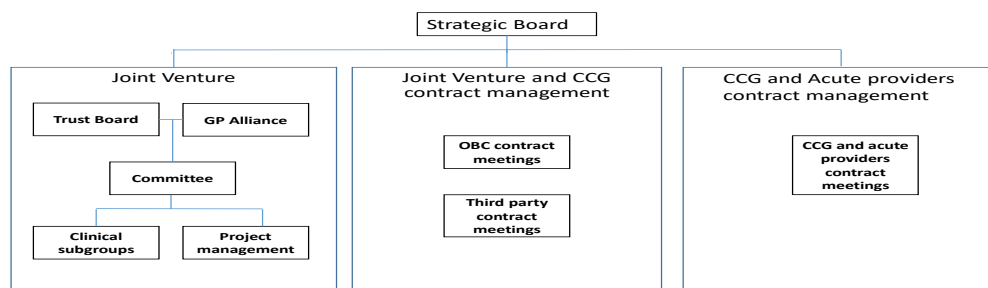 Strategic Board
Joint Venture
Trust Board
GP Alliance
Committee
Clinical
subgroups
Project
management
Joint Venture and CCG
contract management
OBC contract
meetings
Third party
contract
meetings
CCG and Acute providers
contract management
CCG and acute
providers
contract
meetings